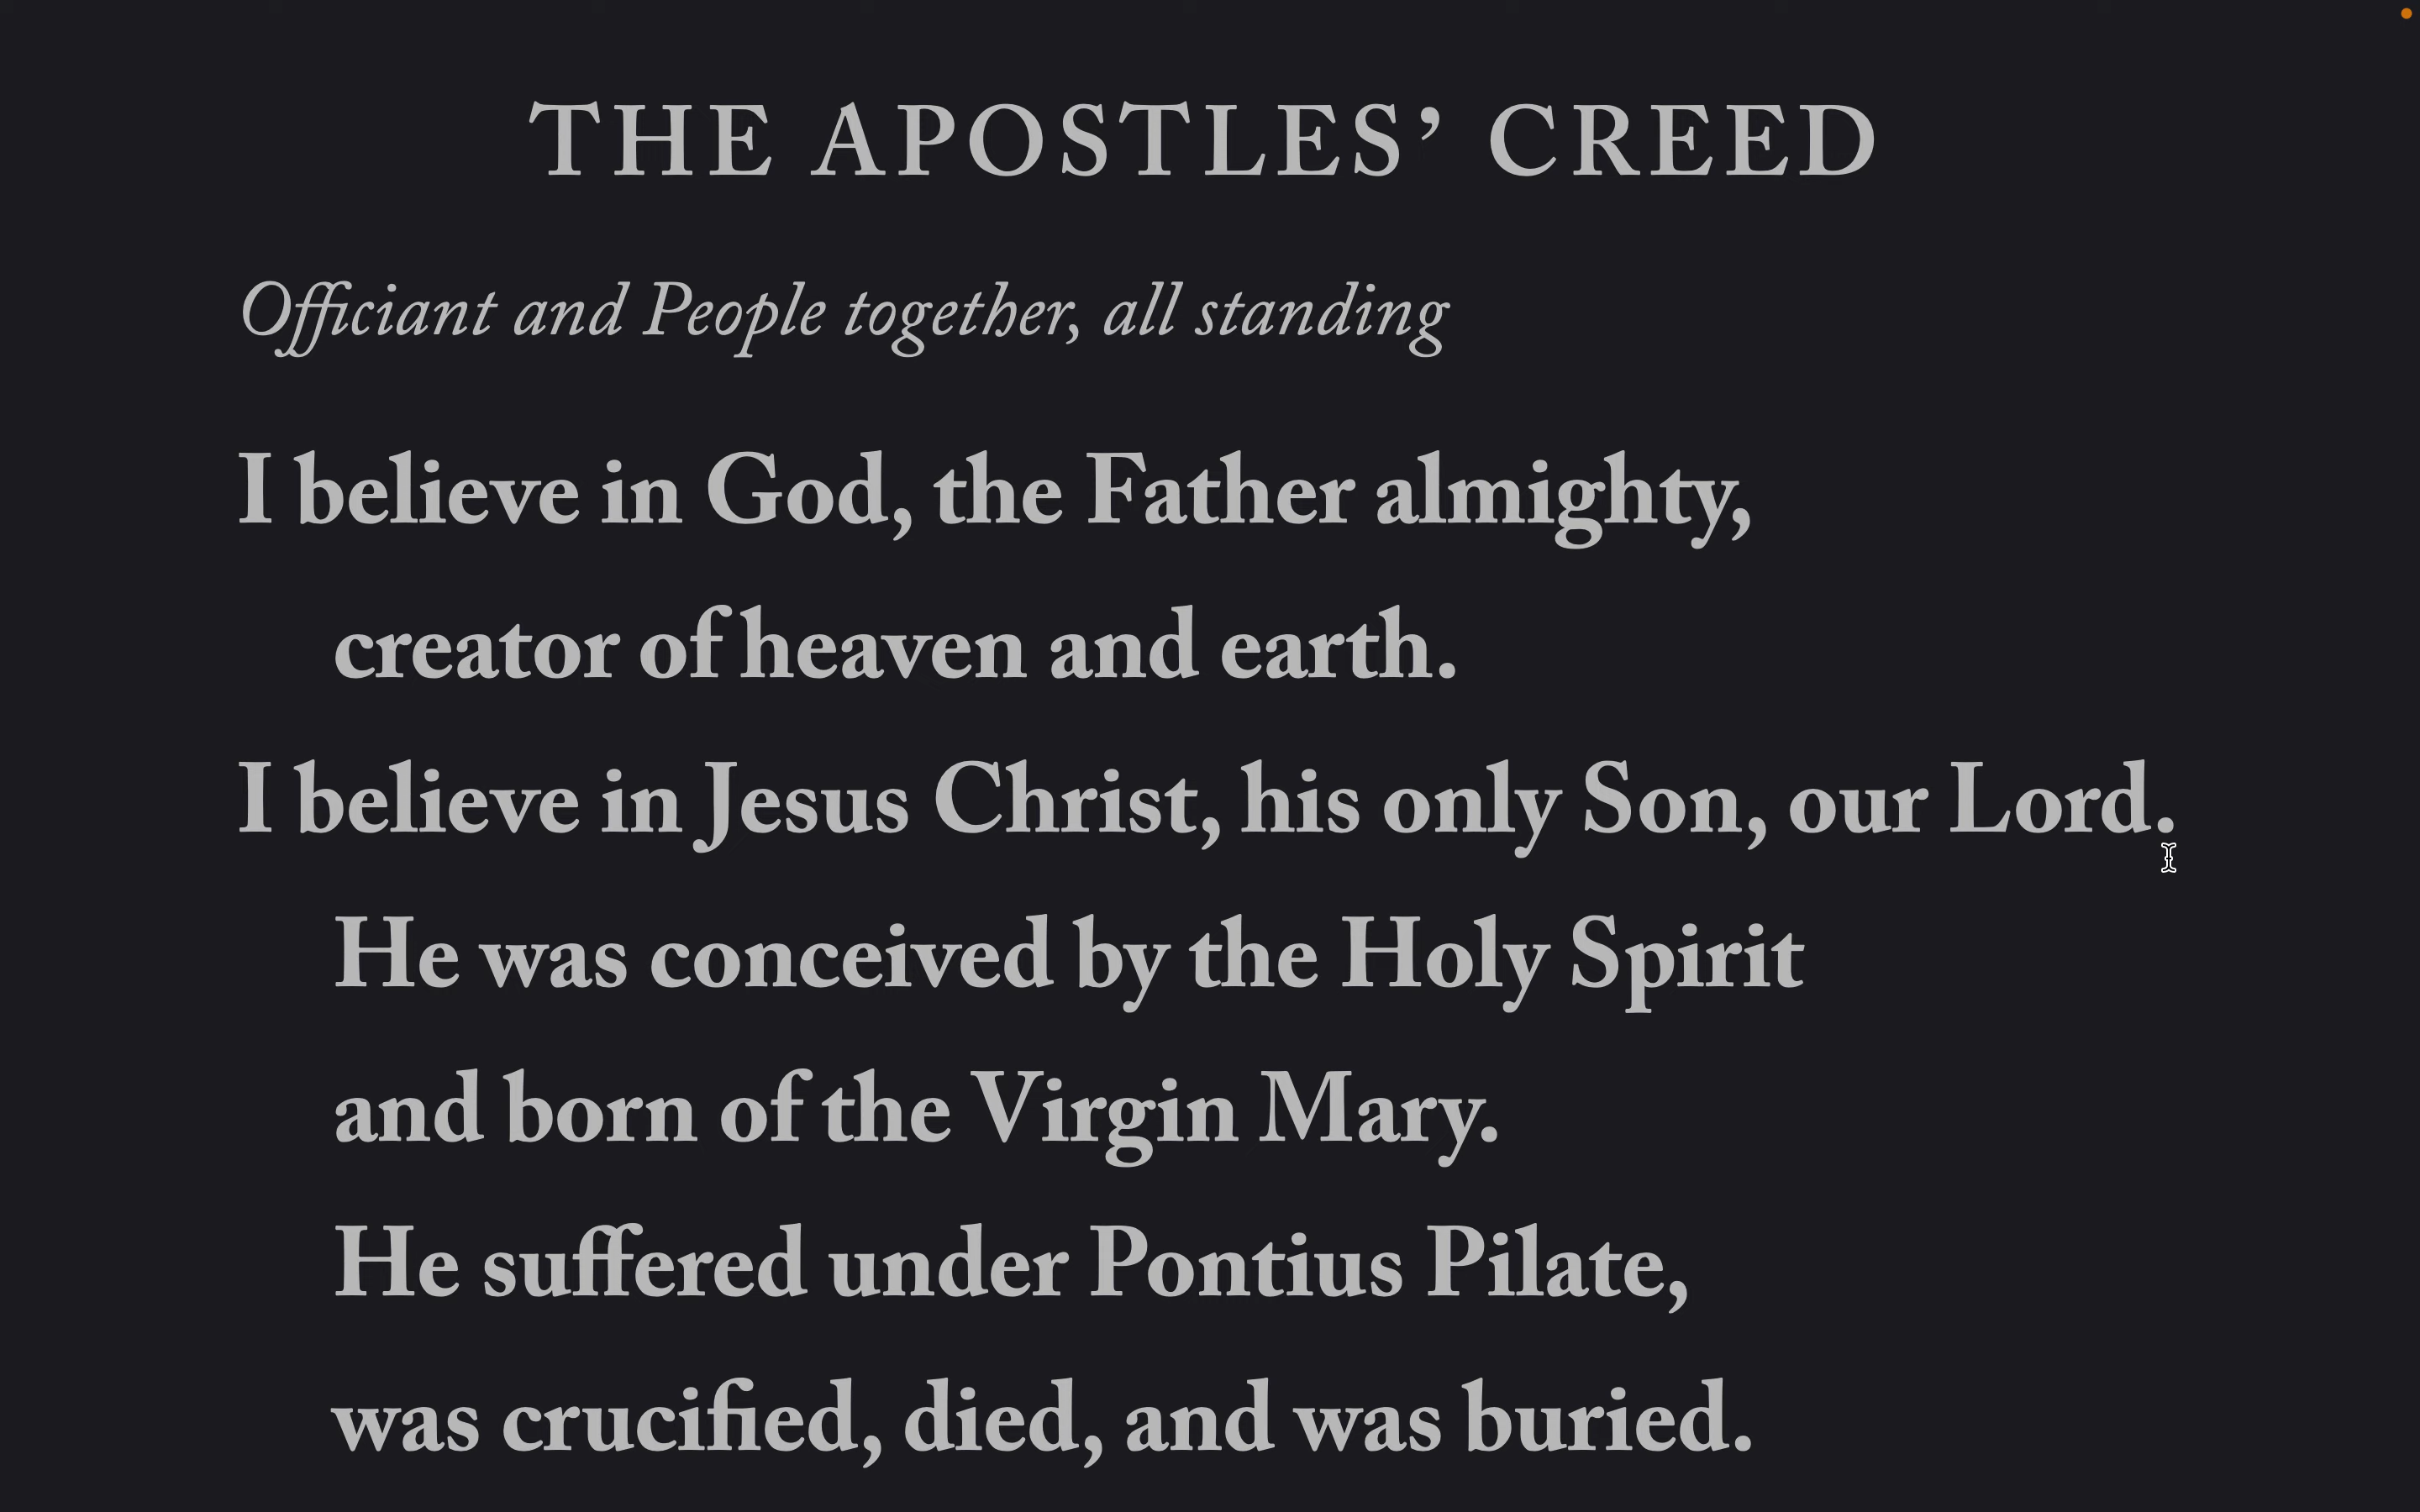 THE APOSTLES’ CREED
Officiant and People together, all standing
I believe in God, the Father almighty,
creator of heaven and earth.
I believe in Jesus Christ, his only Son, our Lord.
He was conceived by the Holy Spirit
and born of the Virgin Mary.
He suffered under Pontius Pilate,
was crucified, died, and was buried.